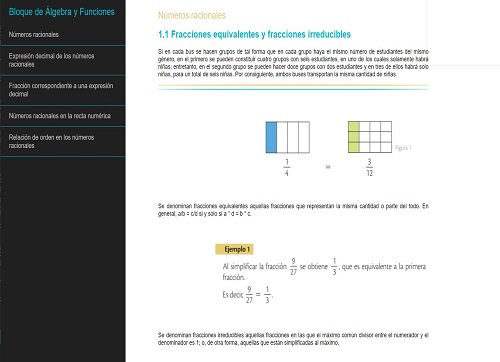 Bloque de Álgebra y Funciones
Números racionales
Expresión decimal de los números
racionales
Fracción correspondiente a una expresión
decimal
Números racionales en la recta numérica
Relación de orden en los números
racionales
Números racionales
1.1 Fracciones equivalentes y fracciones irreducibles
Si en cada bus se hacen grupos de tal forma que en cada grupo haya el mismo número de estudiantes del mismo
género, en el primero se pueden constituir cuatro grupos con seis estudiantes, en uno de los cuales solamente habrá
niñas; entretanto, en el segundo grupo se pueden hacer doce grupos con dos estudiantes y en tres de ellos habrá solo
niñas, para un total de seis niñas. Por consiguiente, ambos buses transportan la misma cantidad de niñas.
Figura 1
1/4 = 3/12
Se denominan fracciones equivalentes aquellas fracciones que representan la misma cantidad o parte del todo. En
general, a/b = c/d si y solo si a * d = b * c.
Ejemplo 1
Al simplificar la fracción 9/27 se obtiene 1/3, que es equivalente a la primera
fracción.
Es decir, 9/27 = 1/3.
Se denominan fracciones irreducibles aquellas fracciones en las que el máximo común divisor entre el numerador y el
denominador es 1; o, de otra forma, aquellas que están simplificadas al máximo.